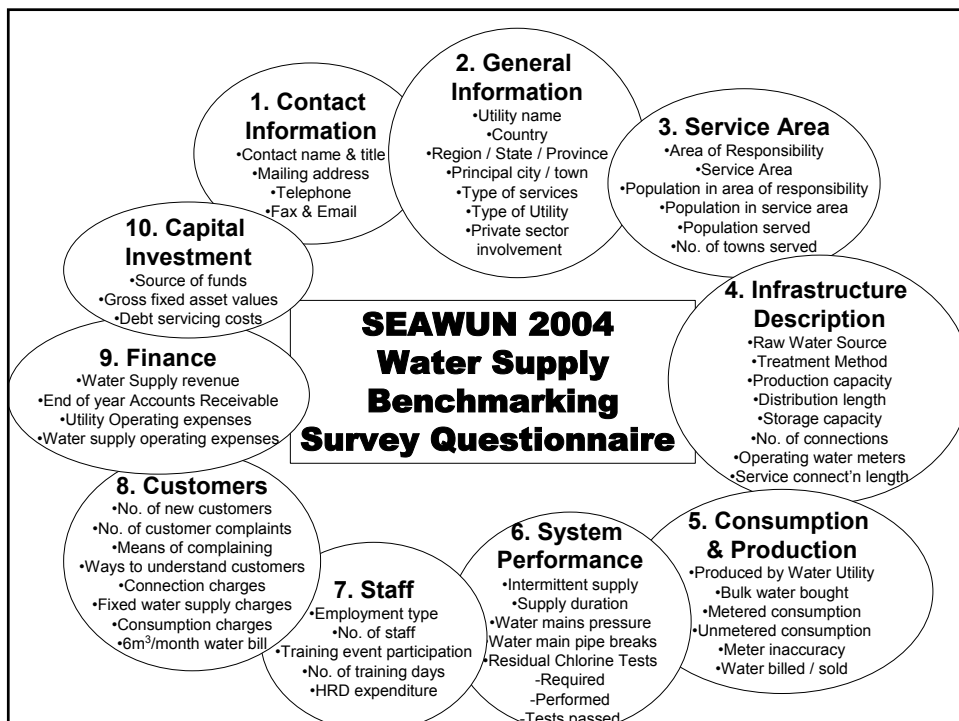 SEAWUN 2004
Water Supply
Benchmarking
Survey Questionnaire
1. Contact
Information
•Contact name & title
•Mailing address
•Telephone
•Fax & Email
2. General
Information
•Utility name
•Country
•Region / State / Province
•Principal city / town
•Type of services
•Type of Utility
•Private sector
involvement
3. Service Area
•Area of Responsibility
•Service Area
•Population in area of responsibility
•Population in service area
•Population served
•No. of towns served
4. Infrastructure
Description
•Raw Water Source
•Treatment Method
•Production capacity
•Distribution length
•Storage capacity
•No. of connections
•Operating water meters
•Service connect'n length
5. Consumption
& Production
•Produced by Water Utility
•Bulk water bought
•Metered consumption
•Unmetered consumption
•Meter inaccuracy
•Water billed / sold
6. System
Performance
•Intermittent supply
•Supply duration
•Water mains pressure
•Water main pipe breaks
•Residual Chlorine Tests
-Required
-Performed
-Tests passed
7. Staff
•Employment type
•No. of staff
•Training event participation
•No. of training days
•HRD expenditure
8. Customers
•No. of new customers
•No. of customer complaints
•Means of complaining
•Ways to understand customers
•Connection charges
•Fixed water supply charges
•Consumption charges
•6m³/month water bill
9. Finance
•Water Supply revenue
•End of year Accounts Receivable
•Utility Operating expenses
•Water supply operating expenses
10. Capital
Investment
•Source of funds
•Gross fixed asset values
•Debt servicing costs